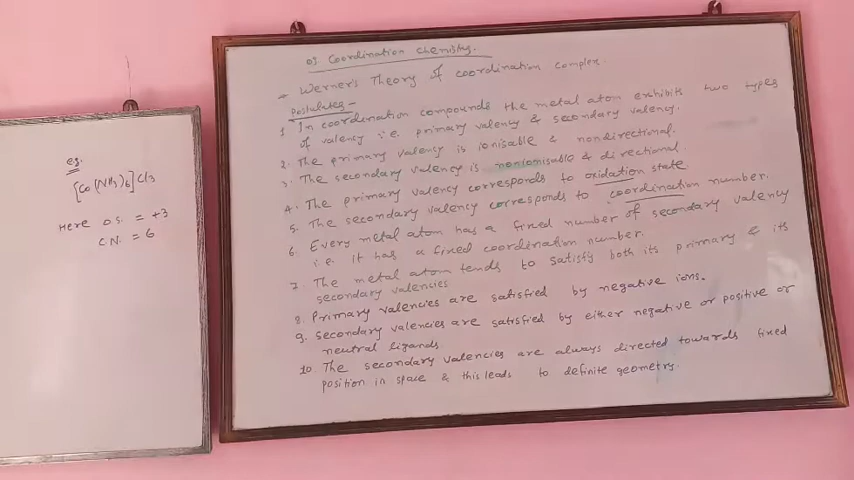 eg.
[Co(NH3)6]Cl3
Here O.S. = +3
C.N. = 6
Coordination chemistry.
Werner's Theory of coordination complex.
Postulates -
1. In coordination compounds the metal atom exhibits two types
of valency i.e. primary valency & secondary valency.
2. The primary valency is ionisable & nondirectional.
3. The secondary valency is nonionisable & directional.
4. The primary valency corresponds to oxidation state.
5. The secondary valency corresponds to coordination number.
6. Every metal atom has a fixed number of secondary valency
i.e. it has a fixed coordination number.
7. The metal atom tends to satisfy both its primary & its
secondary valencies
8. Primary valencies are satisfied by negative ions.
9. Secondary valencies are satisfied by either negative or positive or
neutral ligands.
10 The secondary valencies are always directed towards fixed
position in space & this leads to definite geometry.